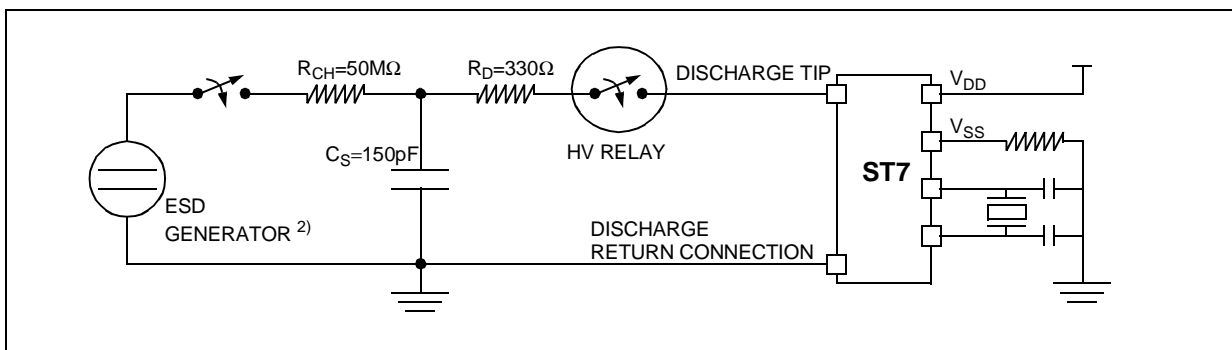 R_CH=50MΩ
R_D=330Ω
DISCHARGE TIP
V_DD
HV RELAY
C_S=150pF
V_SS
ST7
ESD
GENERATOR 2)
DISCHARGE
RETURN CONNECTION